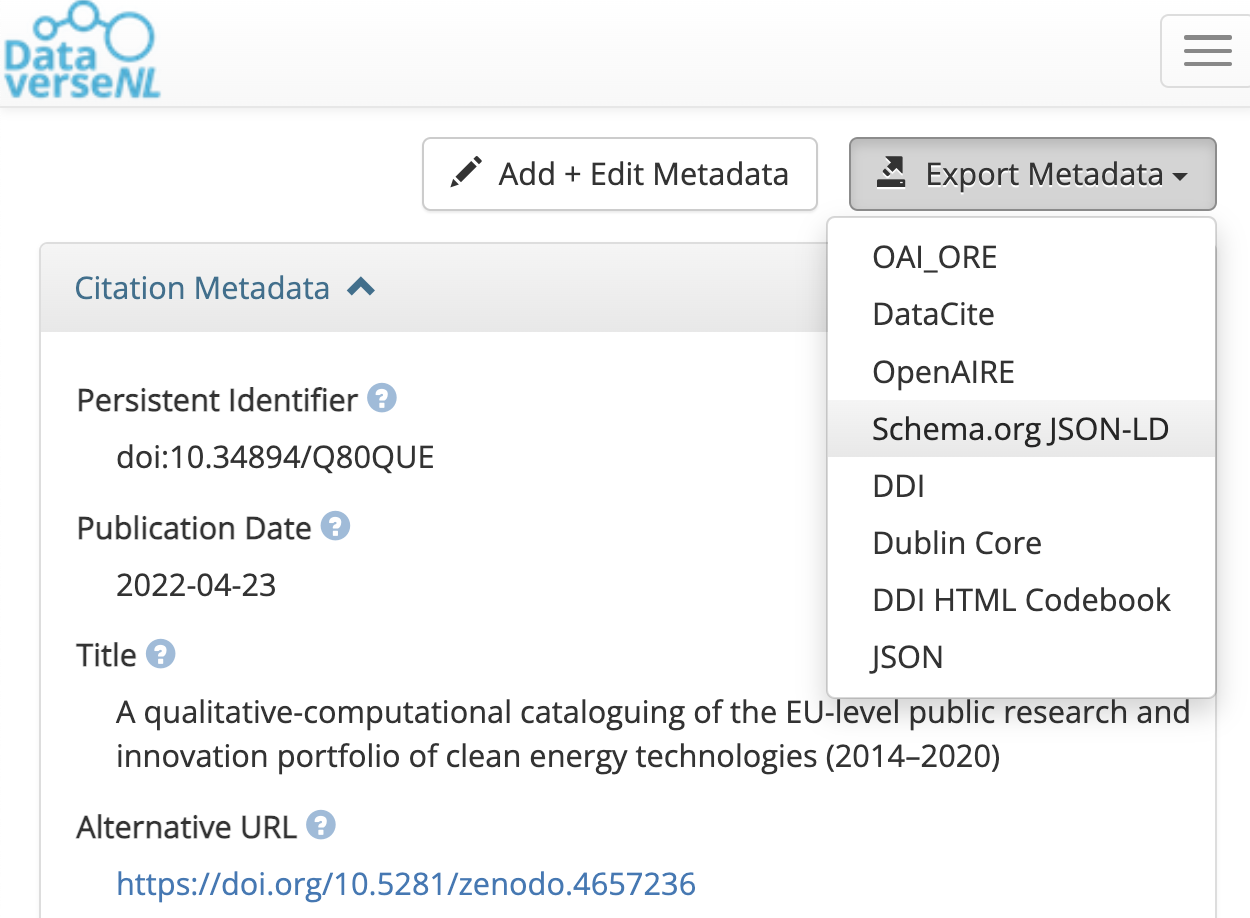 Data
verseNL
Add + Edit Metadata
Export Metadata
OAI_ORE
DataCite
OpenAIRE
Schema.org JSON-LD
DDI
Dublin Core
DDI HTML Codebook
JSON
Citation Metadata
Persistent Identifier ?
doi:10.34894/Q80QUE
Publication Date ?
2022-04-23
Title ?
A qualitative-computational cataloguing of the EU-level public research and
innovation portfolio of clean energy technologies (2014–2020)
Alternative URL ?
https://doi.org/10.5281/zenodo.4657236